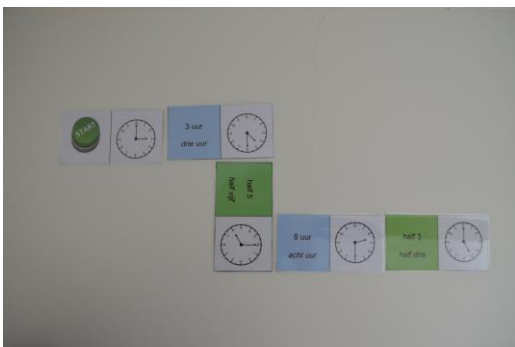 START
3 uur
drie uur
half 5
half vijf
8 uur
acht uur
half 3
half drie